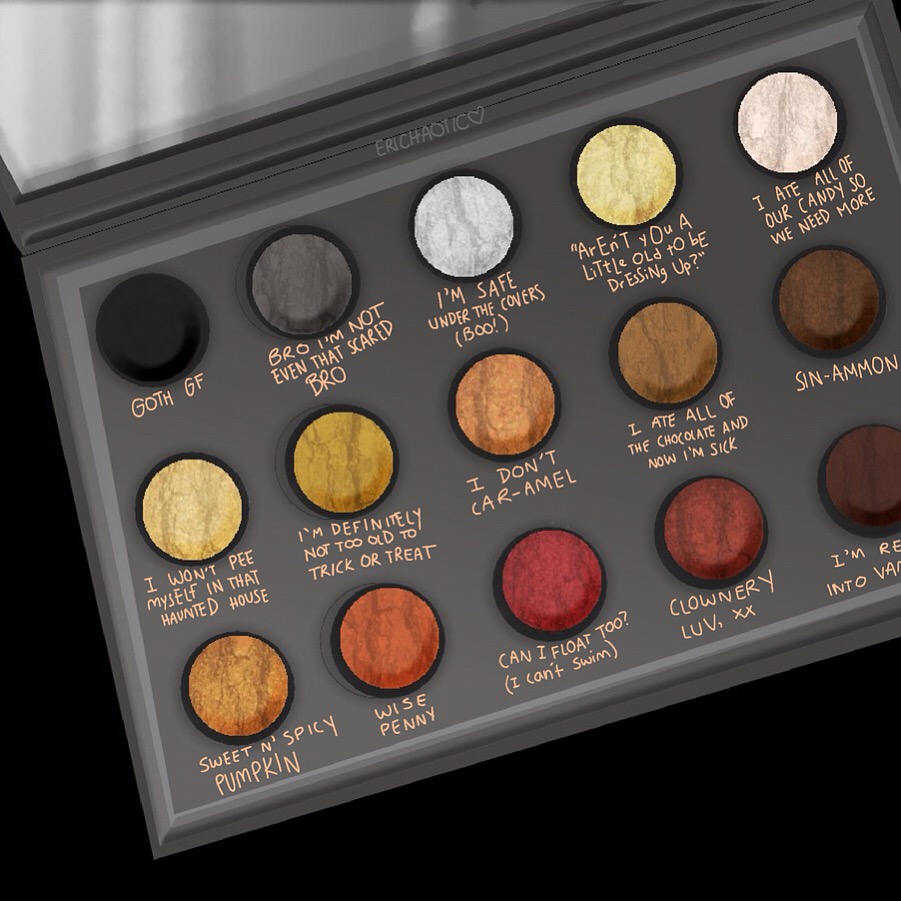 ERICHAOTIC♡
GOTH GF
BRO I'M NOT
EVEN THAT SCARED
BRO
I'M SAFE
UNDER THE COVERS
(BOO!)
"ArEn'T yOu A
LiTtle Old to bE
DreSsiNg Up?"
I ATE ALL OF
OUR CANDY SO
WE NEED MORE
I WON'T PEE
MYSELF IN THAT
HAUNTED HOUSE
I'M DEFINITELY
NOT TOO OLD TO
TRICK OR TREAT
I DON'T
CAR-AMEL
I ATE ALL OF
THE CHOCOLATE AND
NOW I'M SICK
SIN-AMMON
SWEET N' SPICY
PUMPKIN
WISE
PENNY
CAN I FLOAT TOO?
(I can't swim)
CLOWNERY
LUV, XX
I'M RE
INTO VAM